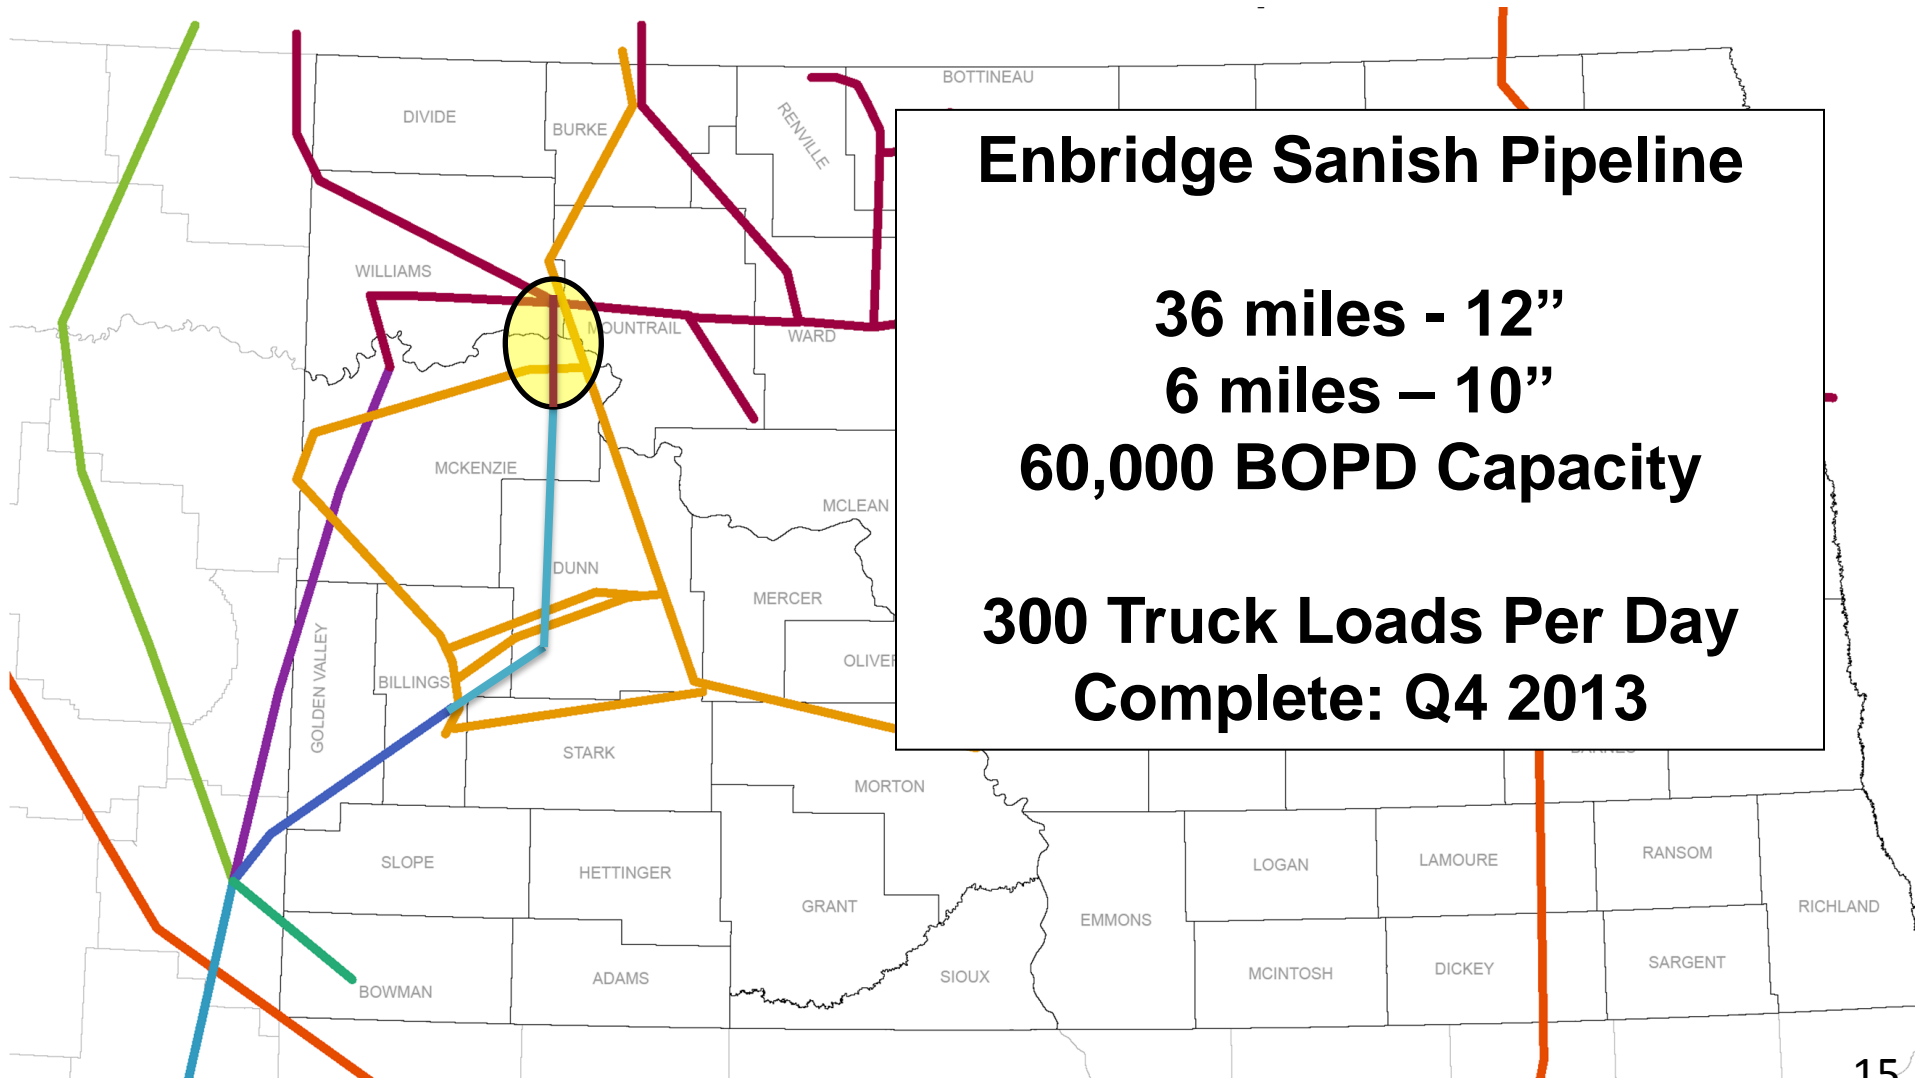 BOTTINEAU
DIVIDE
BURKE
RENVILLE
Enbridge Sanish Pipeline
36 miles - 12”
6 miles – 10”
60,000 BOPD Capacity
300 Truck Loads Per Day
Complete: Q4 2013
WILLIAMS
MOUNTRAIL
WARD
MCKENZIE
MCLEAN
DUNN
MERCER
GOLDEN VALLEY
BILLINGS
OLIVER
STARK
MORTON
BARNES
SLOPE
HETTINGER
GRANT
LOGAN
LAMOURE
RANSOM
EMMONS
RICHLAND
BOWMAN
ADAMS
SIOUX
MCINTOSH
DICKEY
SARGENT
15